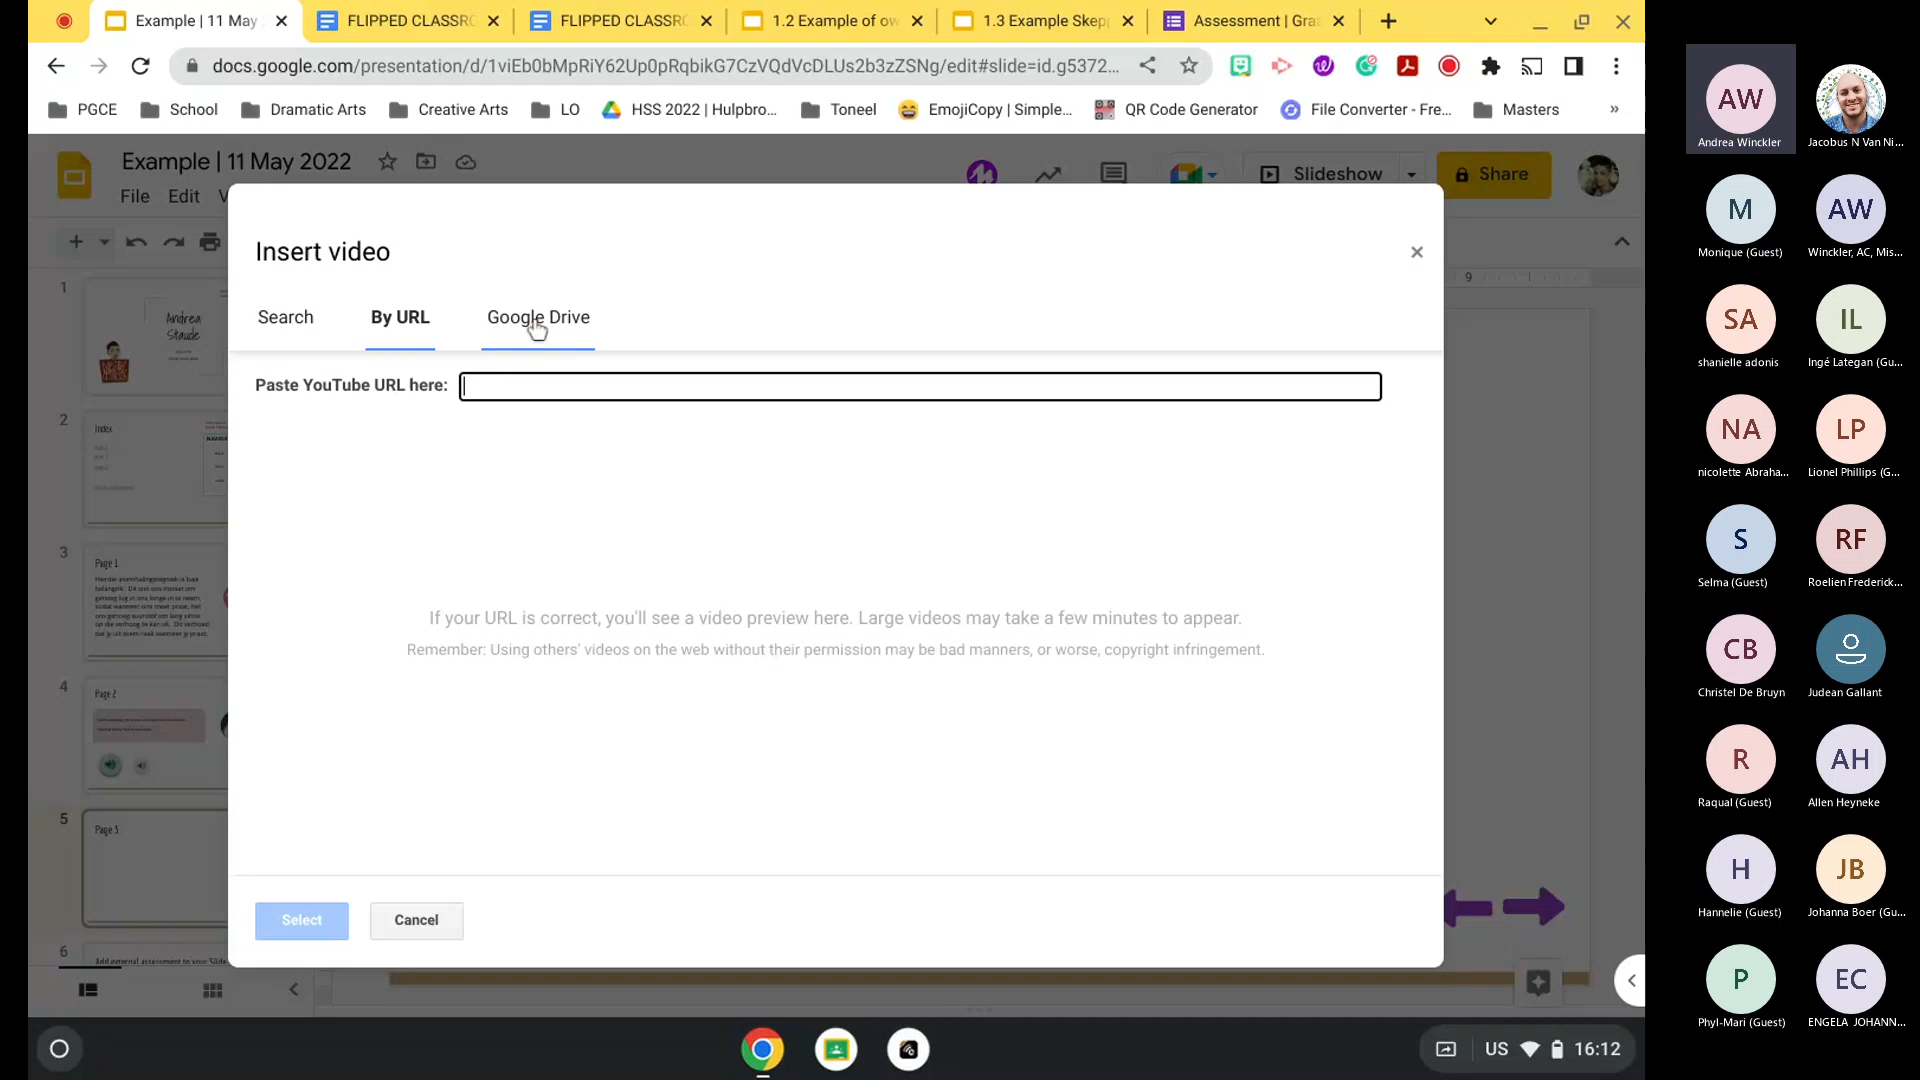 Example | 11 May
FLIPPED CLASSRO
FLIPPED CLASSRO
1.2 Example of ow
1.3 Example Skep
Assessment | Gra
docs.google.com/presentation/d/1viEb0bMpRiY62Up0pRqbikG7CzVQdVcDLUs2b3zZSNg/edit#slide=id.g5372...
PGCE
School
Dramatic Arts
Creative Arts
LO
HSS 2022 | Hulpbro...
Toneel
EmojiCopy | Simple...
QR Code Generator
File Converter - Fre...
Masters
»
Example | 11 May 2022
Slideshow
Share
File Edit V
Insert video
Search
By URL
Google Drive
Paste YouTube URL here:
If your URL is correct, you'll see a video preview here. Large videos may take a few minutes to appear.
Remember: Using others' videos on the web without their permission may be bad manners, or worse, copyright infringement.
Select
Cancel
9
1
Andrea
Staude
2
Index
3
Page 1
4
Page 2
5
Page 3
6
Add external assessment to your Slide
US
16:12
AW
Andrea Winckler
Jacobus N Van Ni...
M
Monique (Guest)
AW
Winckler, AC, Mis...
SA
shanielle adonis
IL
Ingé Lategan (Gu...
NA
nicolette Abraha...
LP
Lionel Phillips (G...
S
Selma (Guest)
RF
Roelien Frederick...
CB
Christel De Bruyn
Judean Gallant
R
Raqual (Guest)
AH
Allen Heyneke
H
Hannelie (Guest)
JB
Johanna Boer (Gu...
P
Phyl-Mari (Guest)
EC
ENGELA JOHANN...